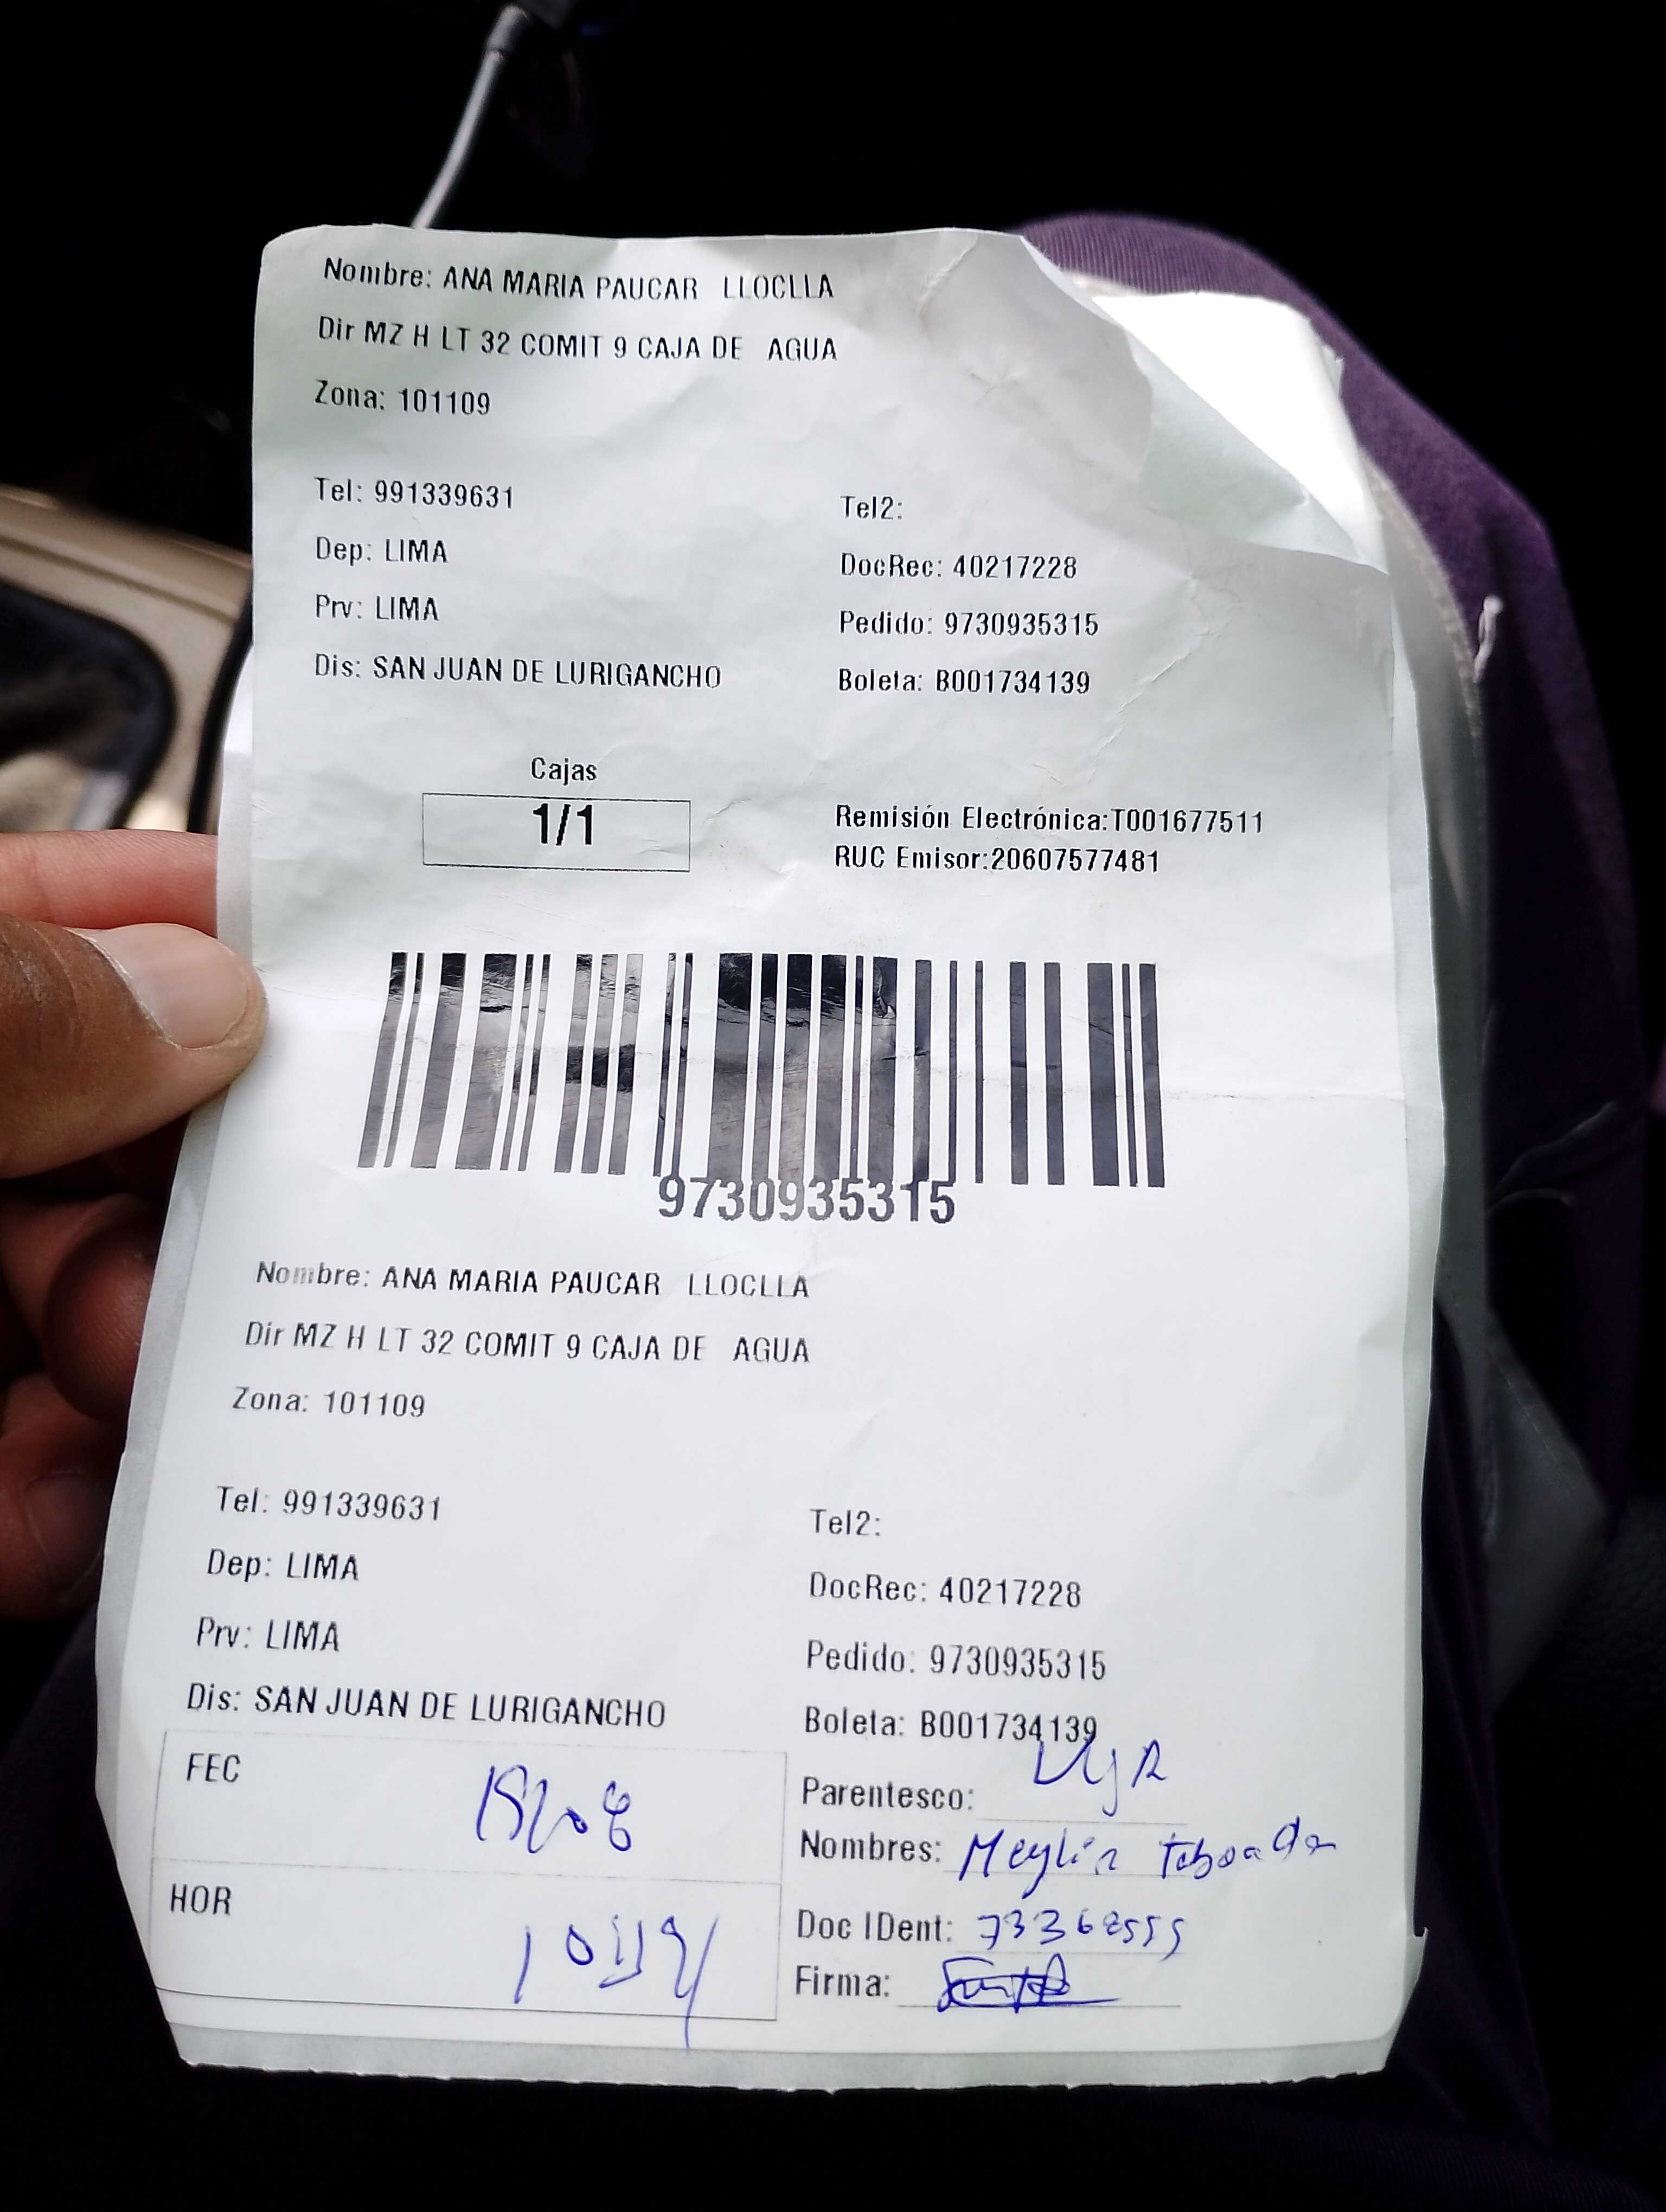 Nombre: ANA MARIA PAUCAR LLOCLLA
Dir MZ H LT 32 COMIT 9 CAJA DE AGUA
Zona: 101109
Tel: 991339631 Tel2:
Dep: LIMA DocRec: 40217228
Prv: LIMA Pedido: 9730935315
Dis: SAN JUAN DE LURIGANCHO Boleta: B001734139
Cajas
1/1
Remisión Electrónica:T001677511
RUC Emisor:20607577481
9730935315
Nombre: ANA MARIA PAUCAR LLOCLLA
Dir MZ H LT 32 COMIT 9 CAJA DE AGUA
Zona: 101109
Tel: 991339631 Tel2:
Dep: LIMA DocRec: 40217228
Prv: LIMA Pedido: 9730935315
Dis: SAN JUAN DE LURIGANCHO Boleta: B001734139
FEC
Parentesco:
Nombres: Meylin taboada
HOR
Doc IDent: 73368555
Firma: